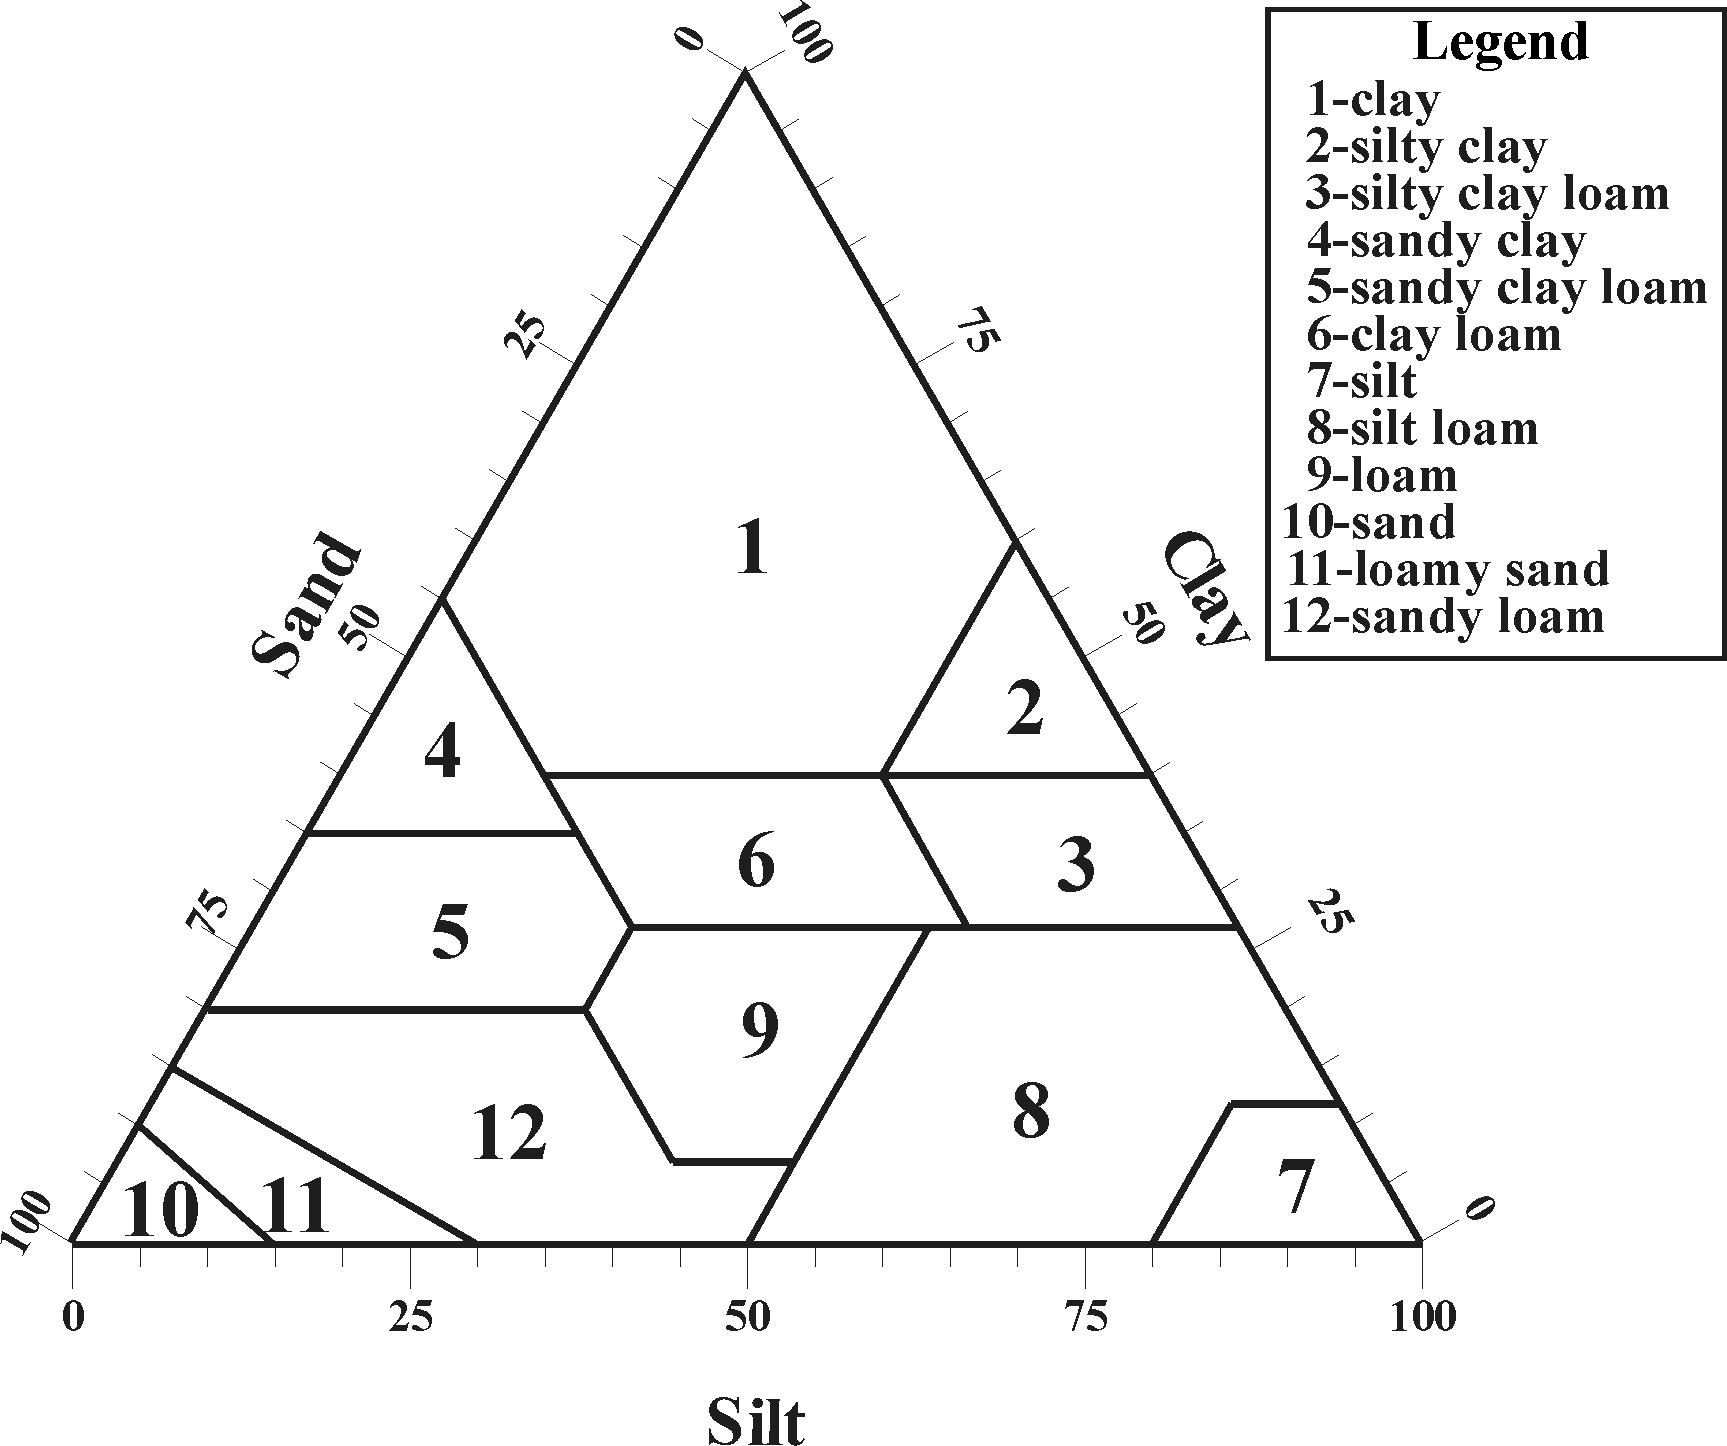 0
100
Legend
1-clay
2-silty clay
3-silty clay loam
4-sandy clay
5-sandy clay loam
6-clay loam
7-silt
8-silt loam
9-loam
10-sand
11-loamy sand
12-sandy loam
25
75
1
Sand
Clay
50
50
2
4
6
3
75
25
5
9
8
12
7
10
11
100
0
0
25
50
75
100
Silt